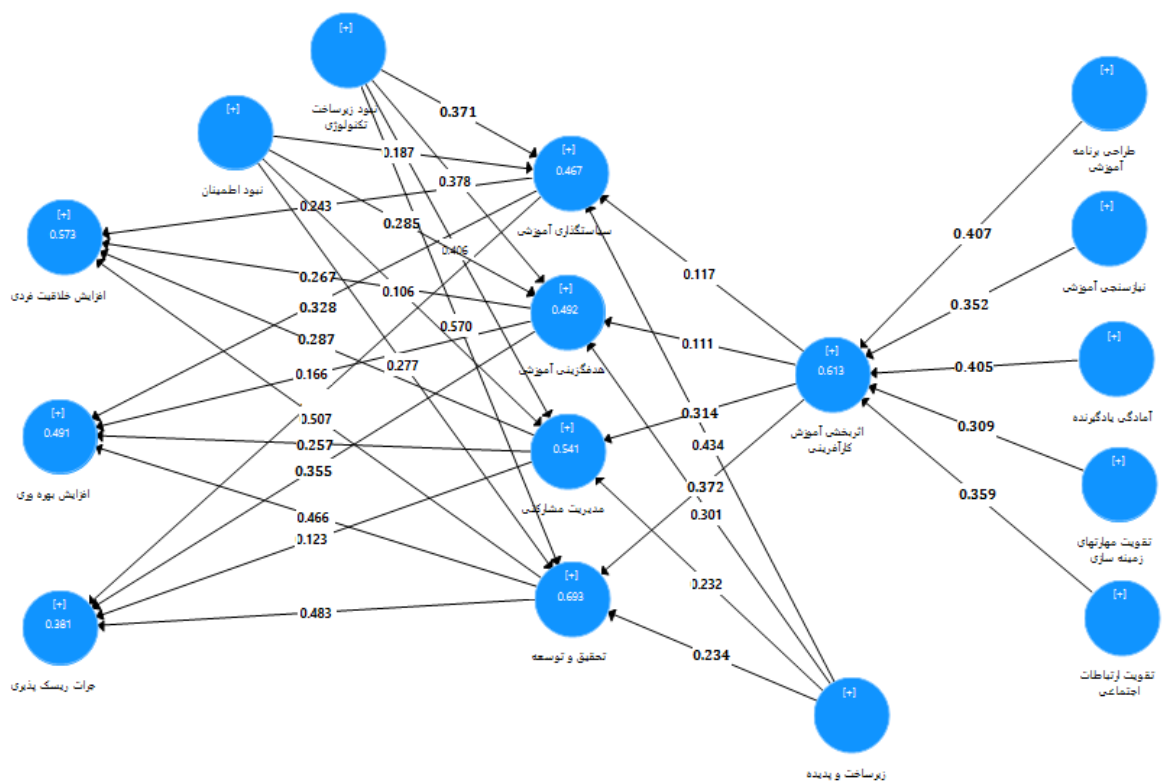 [+]
نبود زیرساخت
تکنولوژی
[+]
نبود اطمینان
[+]
0.573
افزایش خلاقیت فردی
[+]
0.491
افزایش بهره وری
[+]
0.381
جرات ریسک پذیری
[+]
0.467
سیاستگذاری آموزشی
[+]
0.492
هدفگزینی آموزشی
[+]
0.541
مدیریت مشارکتی
[+]
0.693
تحقیق و توسعه
[+]
0.613
اثربخشی آموزش
کارآفرینی
[+]
زیرساخت و پدیده
[+]
طراحی برنامه
آموزشی
[+]
نیازسنجی آموزشی
[+]
آمادگی یادگیرنده
[+]
تقویت مهارتهای
زمینه سازی
[+]
تقویت ارتباطات
اجتماعی
0.371
0.187
0.378
0.243
0.285
0.406
0.267
0.106
0.328
0.570
0.287
0.277
0.166
0.507
0.257
0.355
0.466
0.123
0.483
0.117
0.111
0.314
0.434
0.372
0.301
0.232
0.234
0.407
0.352
0.405
0.309
0.359